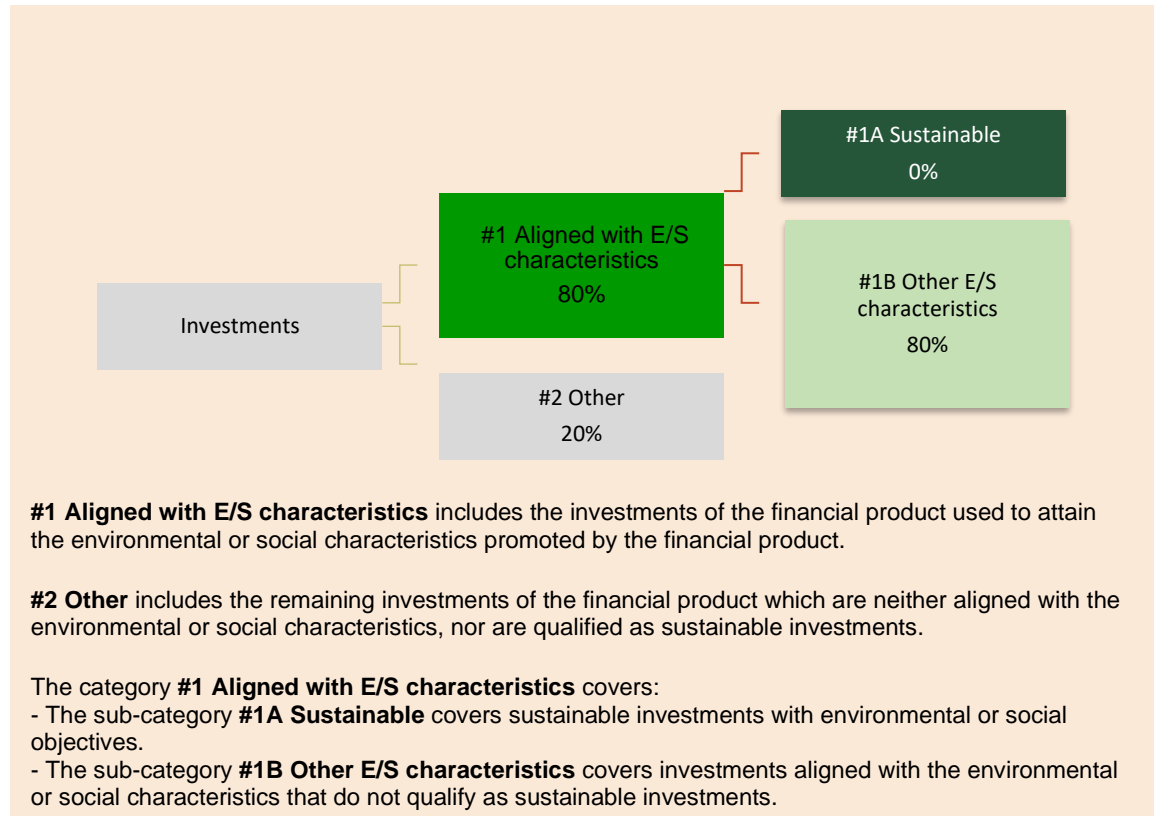 #1A Sustainable
0%
#1 Aligned with E/S
characteristics
80%
#1B Other E/S
characteristics
80%
Investments
#2 Other
20%
#1 Aligned with E/S characteristics includes the investments of the financial product used to attain
the environmental or social characteristics promoted by the financial product.
#2 Other includes the remaining investments of the financial product which are neither aligned with the
environmental or social characteristics, nor are qualified as sustainable investments.
The category #1 Aligned with E/S characteristics covers:
- The sub-category #1A Sustainable covers sustainable investments with environmental or social
objectives.
- The sub-category #1B Other E/S characteristics covers investments aligned with the environmental
or social characteristics that do not qualify as sustainable investments.